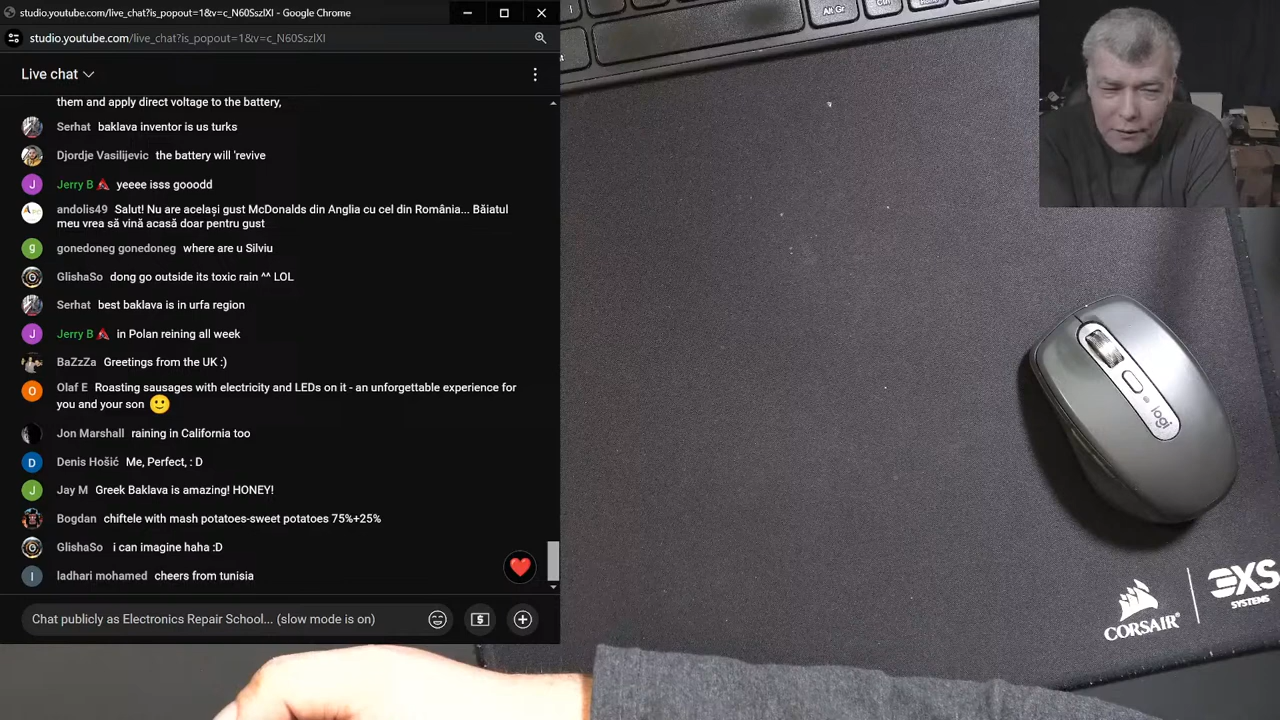 studio.youtube.com/live_chat?is_popout=1&v=c_N60SszlXI - Google Chrome
studio.youtube.com/live_chat?is_popout=1&v=c_N60SszlXI
Live chat
them and apply direct voltage to the battery,
Serhat baklava inventor is us turks
Djordje Vasilijevic the battery will 'revive
J Jerry B yeeee isss gooodd
andolis49 Salut! Nu are același gust McDonalds din Anglia cu cel din România... Băiatul
meu vrea să vină acasă doar pentru gust
g gonedoneg gonedoneg where are u Silviu
GlishaSo dong go outside its toxic rain ^^ LOL
Serhat best baklava is in urfa region
J Jerry B in Polan reining all week
BaZzZa Greetings from the UK :)
O Olaf E Roasting sausages with electricity and LEDs on it - an unforgettable experience for
you and your son
Jon Marshall raining in California too
D Denis Hošić Me, Perfect, : D
J Jay M Greek Baklava is amazing! HONEY!
Bogdan chiftele with mash potatoes-sweet potatoes 75%+25%
GlishaSo i can imagine haha :D
l ladhari mohamed cheers from tunisia
Chat publicly as Electronics Repair School... (slow mode is on)
Alt Gr
Ctrl
logi
CORSAIR
EXS
SYSTEMS